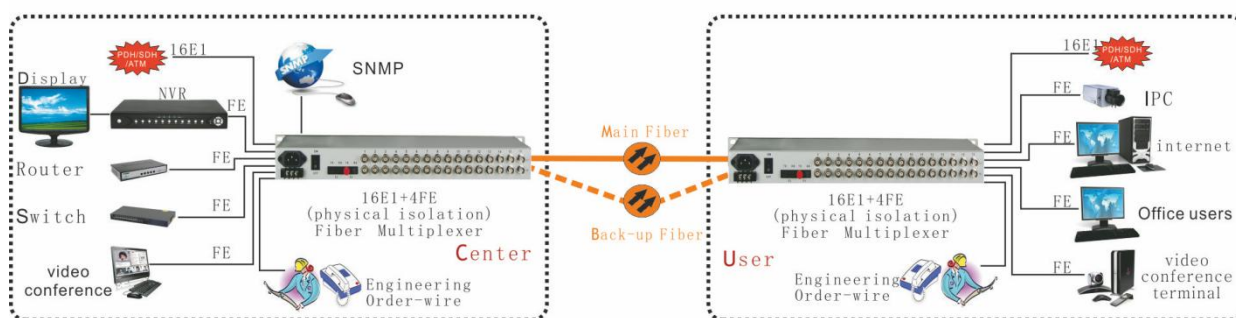 PDH/SDH
/ATM
16E1
SNMP
SNMP
Display
NVR
FE
Router
FE
Switch
FE
video
conference
FE
16E1+4FE
(physical isolation)
Fiber Multiplexer
Center
Engineering
Order-wire
Main Fiber
Back-up Fiber
16E1
PDH/SDH
/ATM
FE
IPC
FE
internet
FE
Office users
FE
video
conference
terminal
16E1+4FE
(physical isolation)
Fiber Multiplexer
User
Engineering
Order-wire